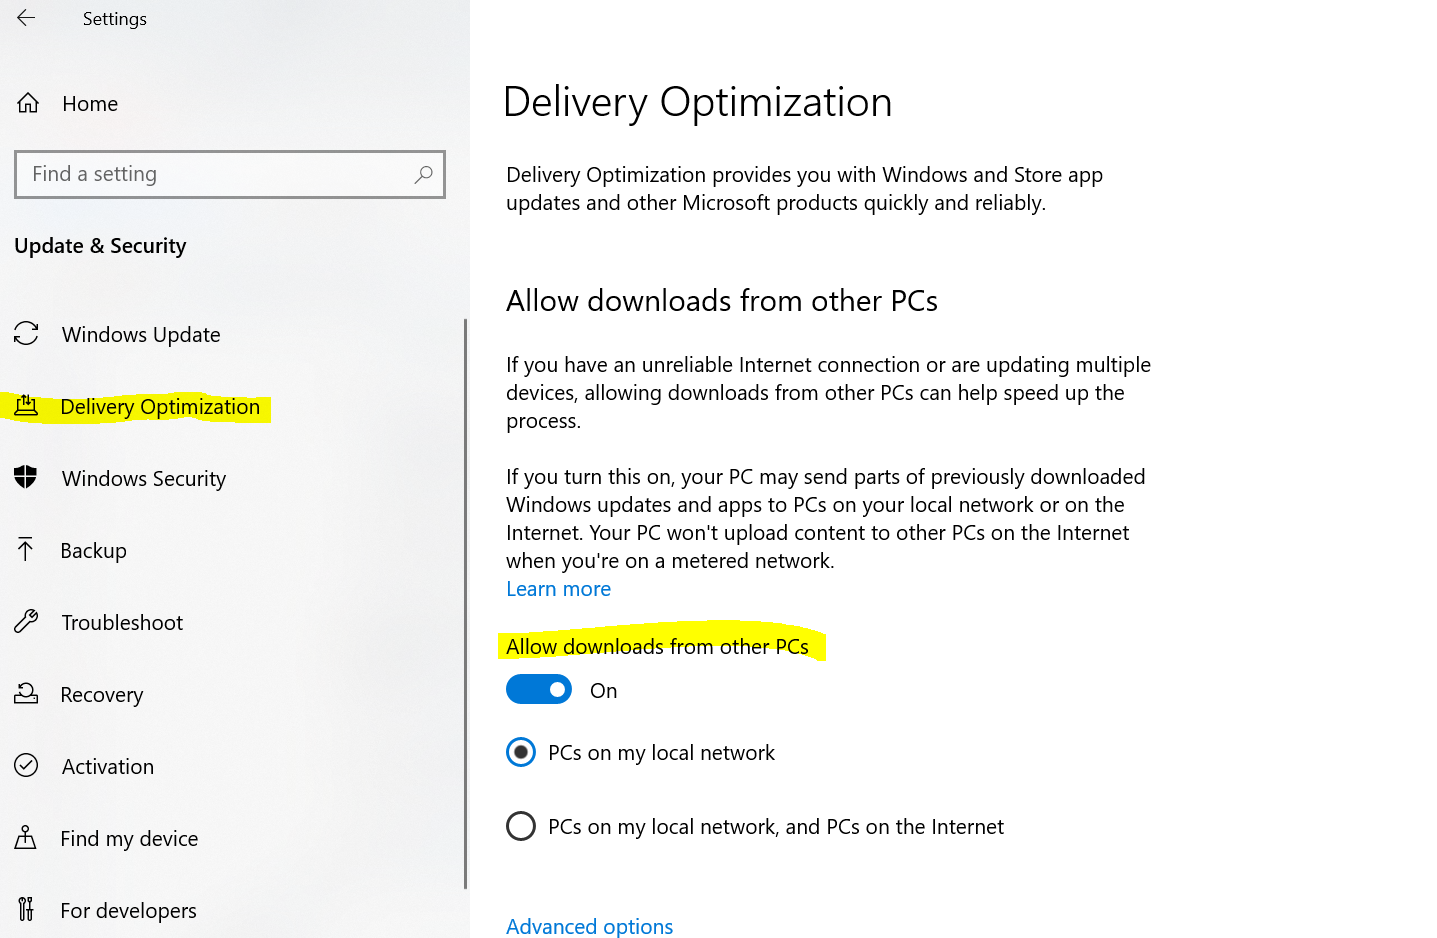 Settings
Home
Find a setting
Update & Security
Windows Update
Delivery Optimization
Windows Security
Backup
Troubleshoot
Recovery
Activation
Find my device
For developers
Delivery Optimization
Delivery Optimization provides you with Windows and Store app
updates and other Microsoft products quickly and reliably.
Allow downloads from other PCs
If you have an unreliable Internet connection or are updating multiple
devices, allowing downloads from other PCs can help speed up the
process.
If you turn this on, your PC may send parts of previously downloaded
Windows updates and apps to PCs on your local network or on the
Internet. Your PC won't upload content to other PCs on the Internet
when you're on a metered network.
Learn more
Allow downloads from other PCs
On
PCs on my local network
PCs on my local network, and PCs on the Internet
Advanced options